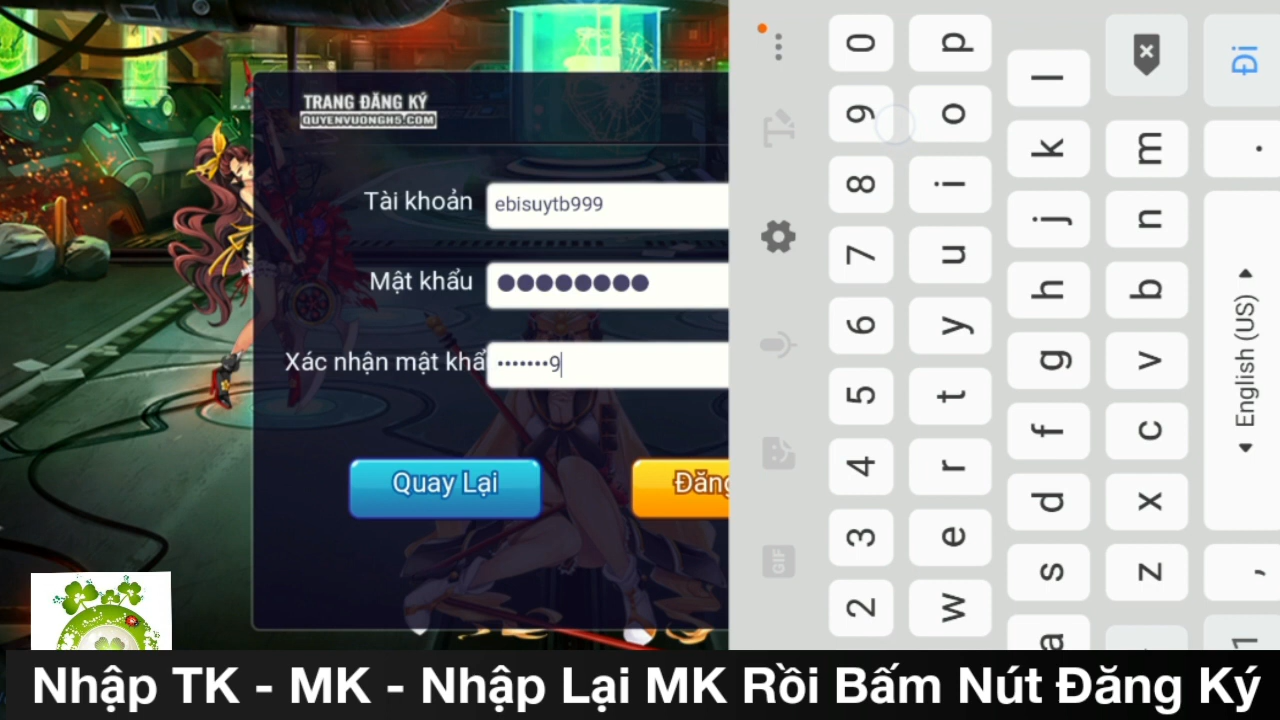 TRANG ĐĂNG KÝ
QUYENVUONGH5.COM
Tài khoản
ebisuytb999
Mật khẩu
●●●●●●●●
Xác nhận mật khẩ
•••••••9
Quay Lại
Đăng
GIF
2 3 4 5 6 7 8 9 0
w e r t y u i o p
a s d f g h j k l
z x c v b n m
1 , English (US) . Đi
Nhập TK - MK - Nhập Lại MK Rồi Bấm Nút Đăng Ký